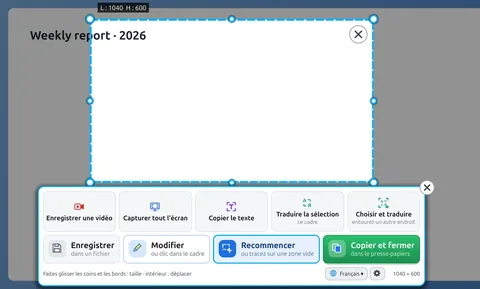 L : 1040 H : 600
Weekly report · 2026
Enregistrer une vidéo
Capturer tout l'écran
Copier le texte
Traduire la sélection
ce cadre
Choisir et traduire
entourez un autre endroit
Enregistrer
dans un fichier
Modifier
ou clic dans le cadre
Recommencer
ou tracez sur une zone vide
Copier et fermer
dans le presse-papiers
Faites glisser les coins et les bords : taille · intérieur : déplacer
Français
1040 × 600